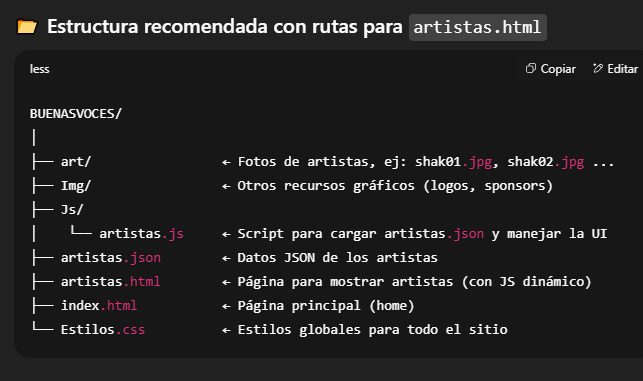 📂 Estructura recomendada con rutas para artistas.html
less Copiar Editar
BUENASVOCES/
│
├── art/ ← Fotos de artistas, ej: shak01.jpg, shak02.jpg ...
├── Img/ ← Otros recursos gráficos (logos, sponsors)
├── Js/
│   └── artistas.js ← Script para cargar artistas.json y manejar la UI
├── artistas.json ← Datos JSON de los artistas
├── artistas.html ← Página para mostrar artistas (con JS dinámico)
├── index.html ← Página principal (home)
└── Estilos.css ← Estilos globales para todo el sitio